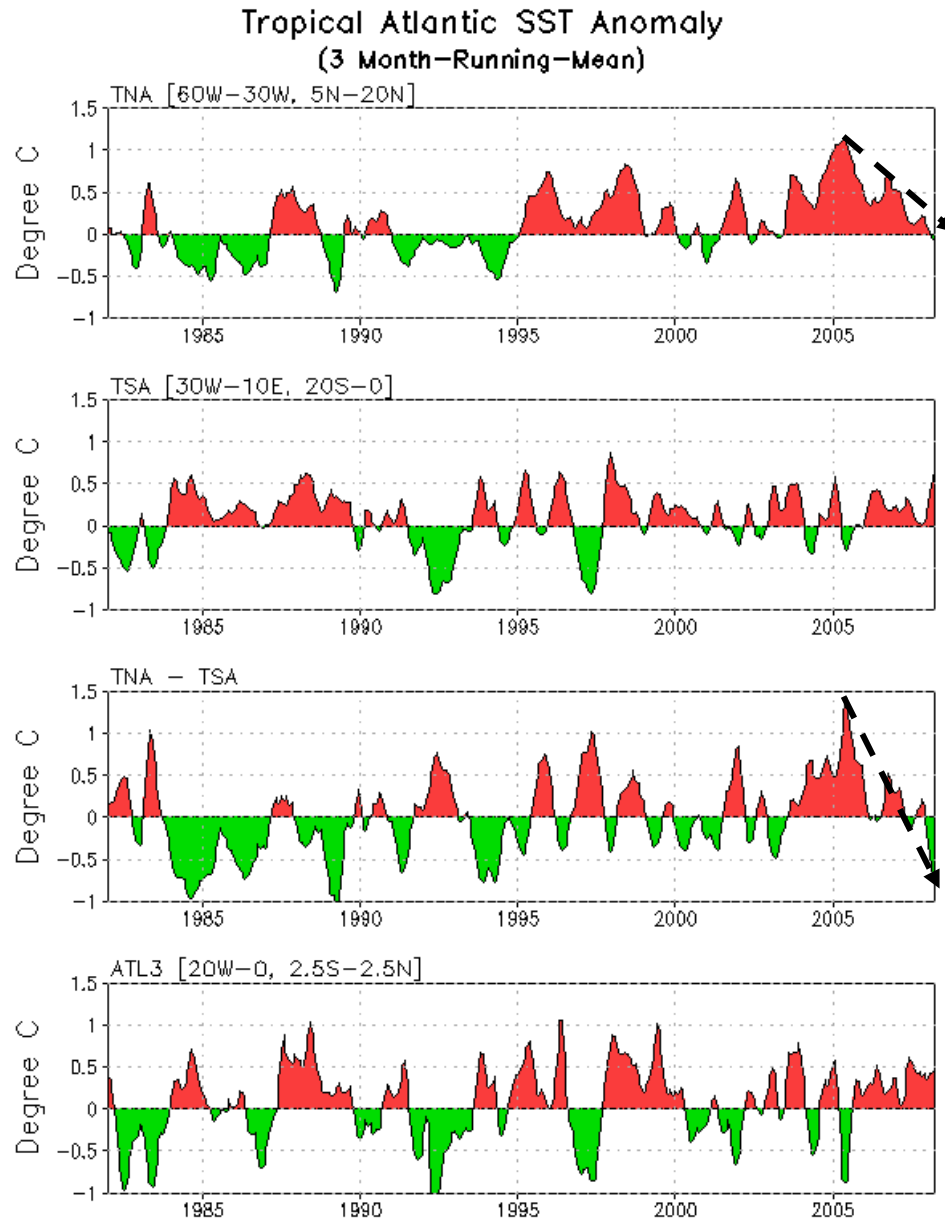 Tropical Atlantic SST Anomaly
(3 Month-Running-Mean)
TNA [60W-30W, 5N-20N]
Degree C
1.5
1
0.5
0
-0.5
-1
1985 1990 1995 2000 2005
TSA [30W-10E, 20S-0]
Degree C
1.5
1
0.5
0
-0.5
-1
1985 1990 1995 2000 2005
TNA - TSA
Degree C
1.5
1
0.5
0
-0.5
-1
1985 1990 1995 2000 2005
ATL3 [20W-0, 2.5S-2.5N]
Degree C
1.5
1
0.5
0
-0.5
-1
1985 1990 1995 2000 2005